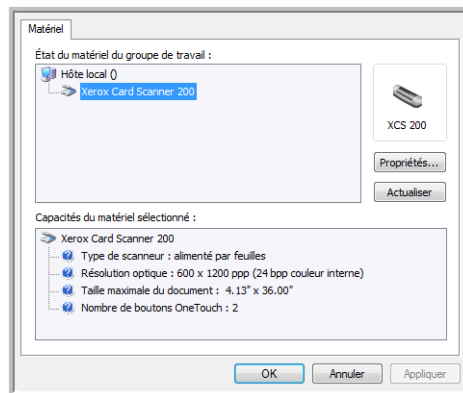 Matériel
État du matériel du groupe de travail :
Hôte local ()
Xerox Card Scanner 200
XCS 200
Propriétés...
Actualiser
Capacités du matériel sélectionné :
Xerox Card Scanner 200
Type de scanneur : alimenté par feuilles
Résolution optique : 600 x 1200 ppp (24 bpp couleur interne)
Taille maximale du document : 4.13" x 36.00"
Nombre de boutons OneTouch : 2
OK Annuler Appliquer